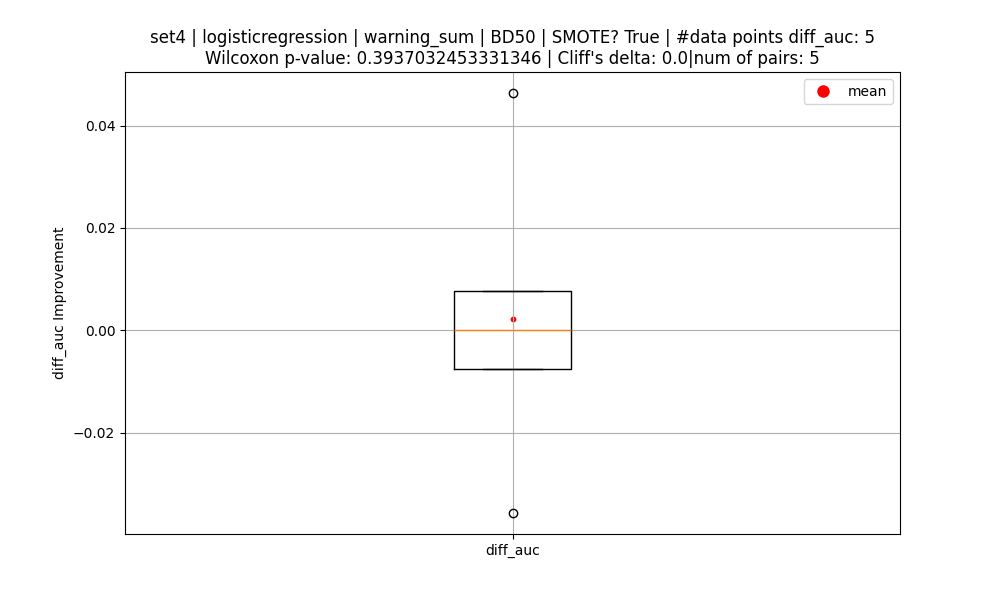 set4 | logisticregression | warning_sum | BD50 | SMOTE? True | #data points diff_auc: 5
Wilcoxon p-value: 0.3937032453331346 | Cliff's delta: 0.0|num of pairs: 5
mean
0.04
0.02
0.00
−0.02
diff_auc Improvement
diff_auc